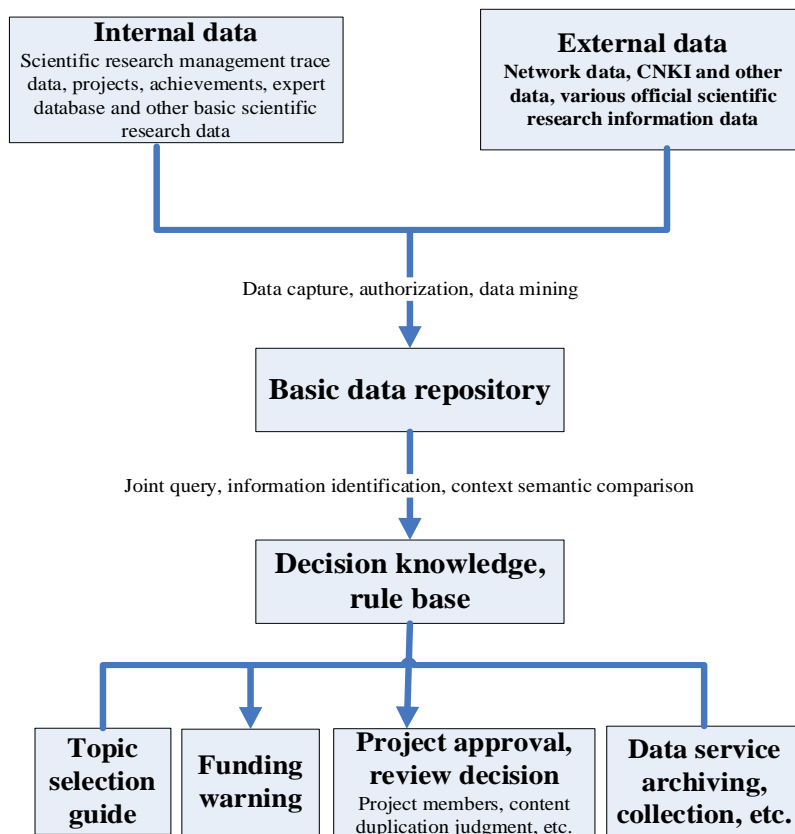 Internal data
Scientific research management trace
data, projects, achievements, expert
database and other basic scientific
research data
External data
Network data, CNKI and other
data, various official scientific
research information data
Data capture, authorization, data mining
Basic data repository
Joint query, information identification, context semantic comparison
Decision knowledge,
rule base
Topic
selection
guide
Funding
warning
Project approval,
review decision
Project members, content
duplication judgment, etc.
Data service
archiving,
collection, etc.